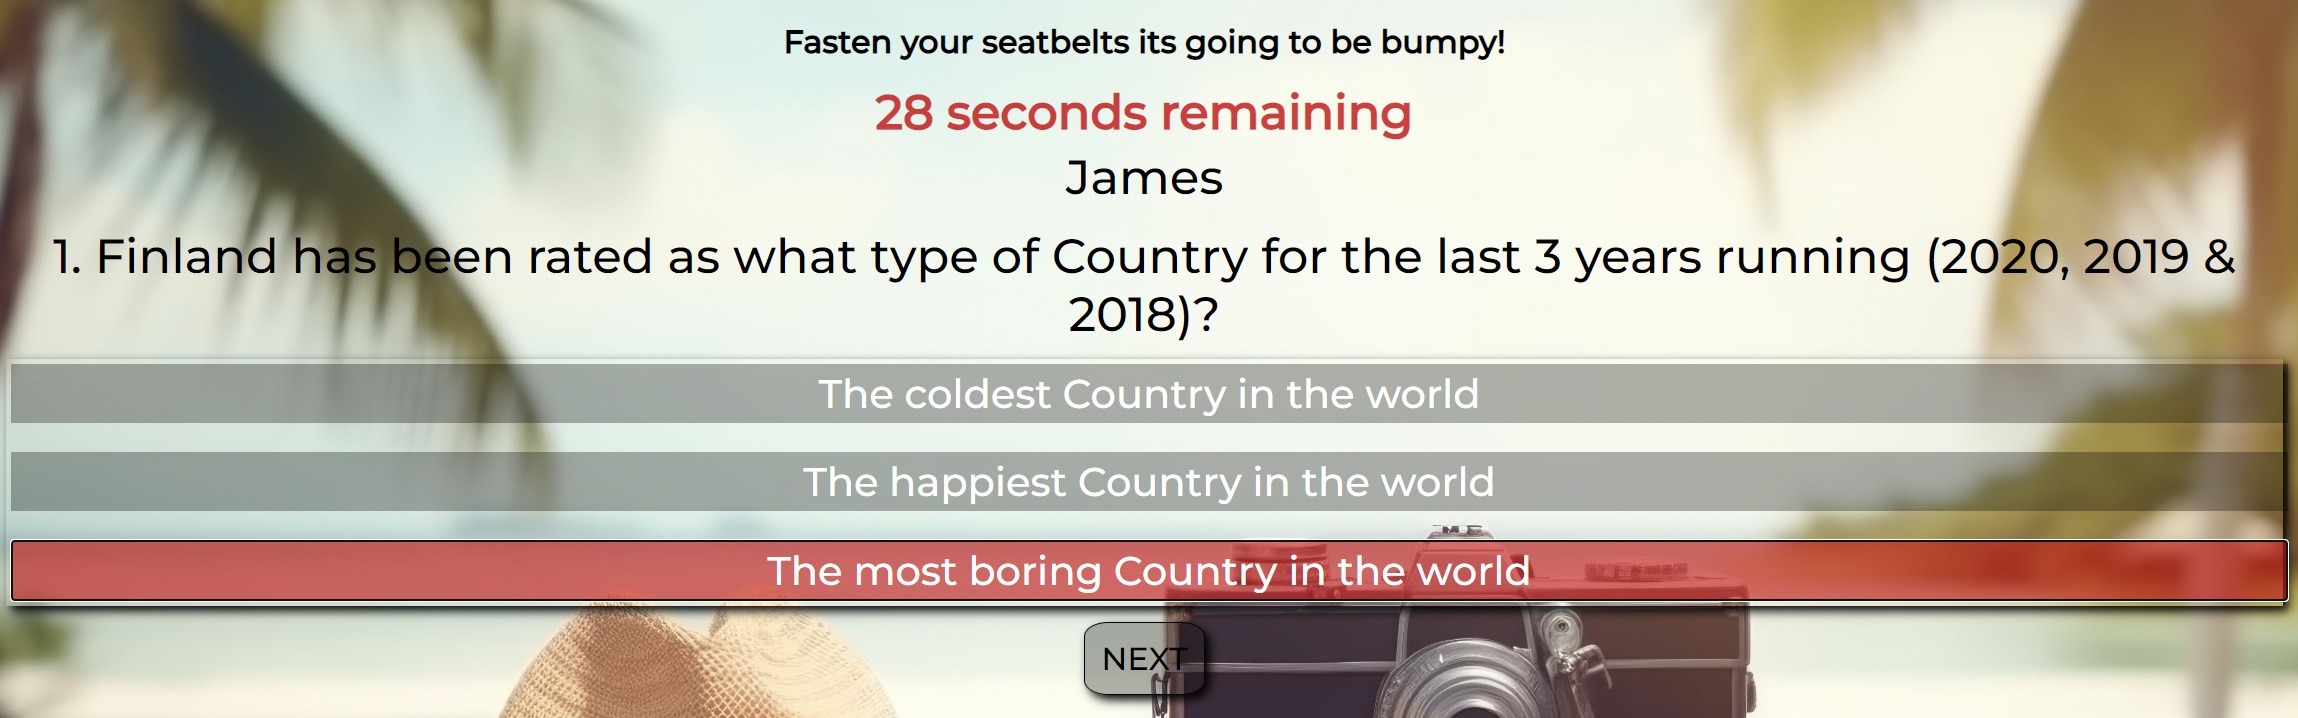 Fasten your seatbelts its going to be bumpy!
28 seconds remaining
James
1. Finland has been rated as what type of Country for the last 3 years running (2020, 2019 &
2018)?
The coldest Country in the world
The happiest Country in the world
The most boring Country in the world
NEXT